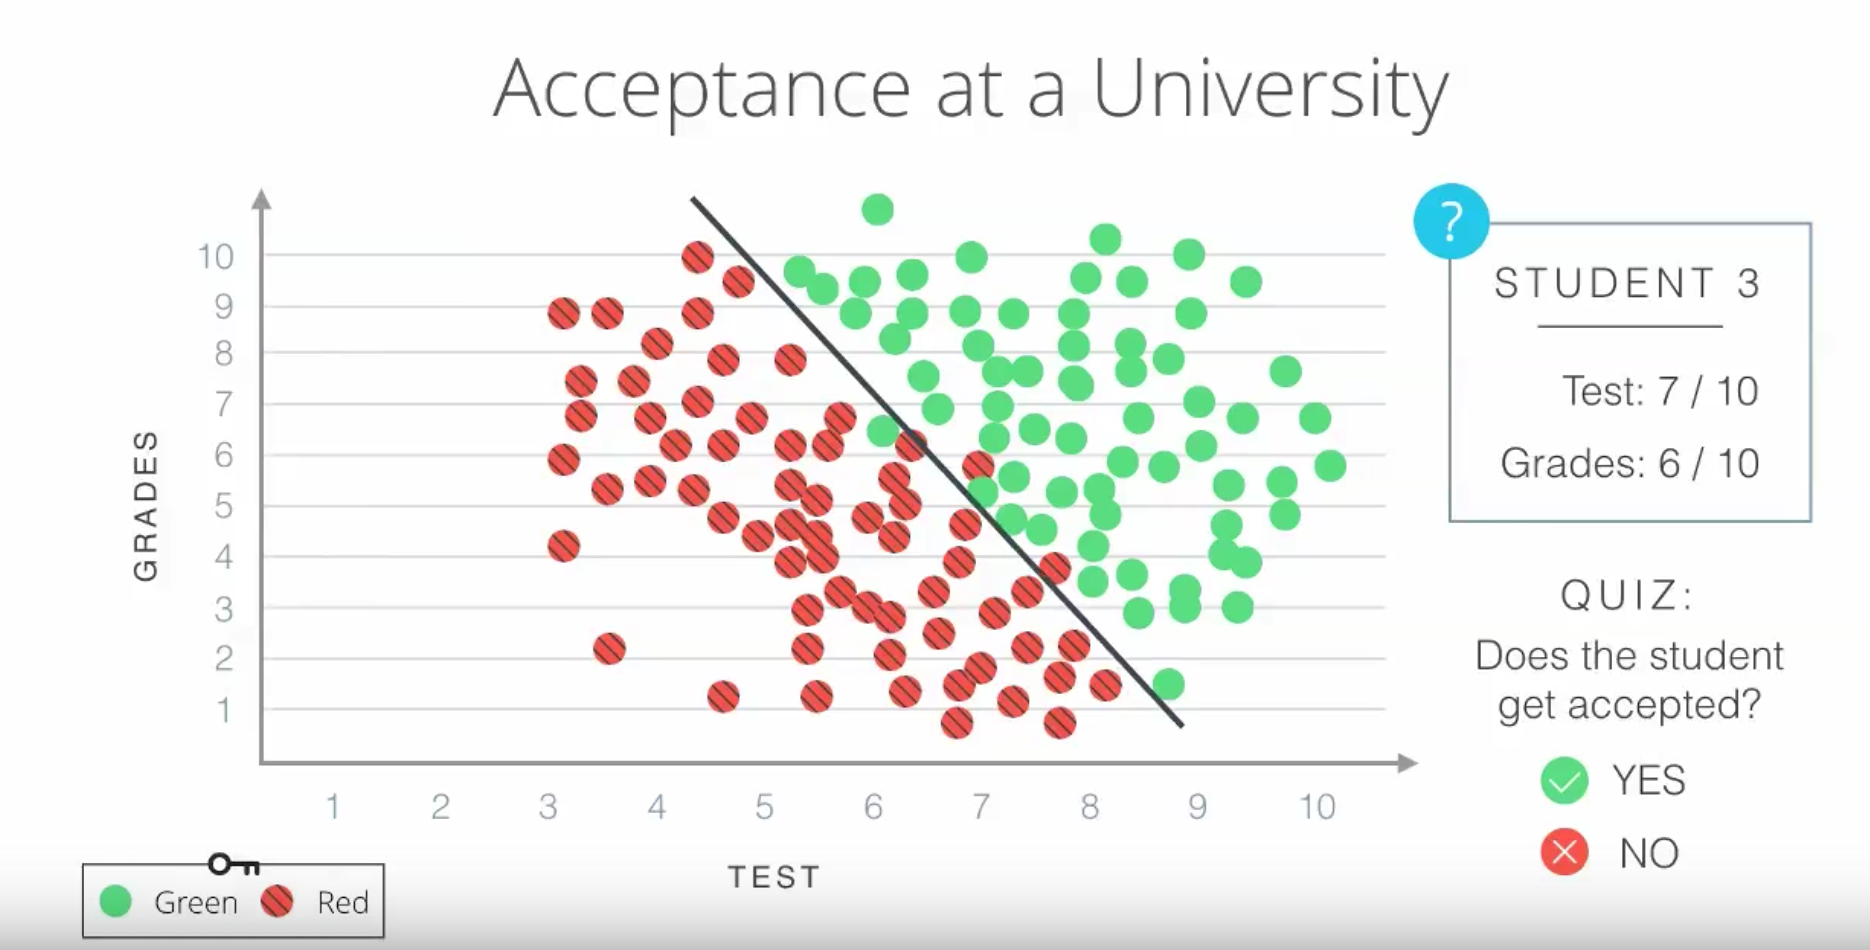 Acceptance at a University
GRADES
10
9
8
7
6
5
4
3
2
1
1 2 3 4 5 6 7 8 9 10
TEST
Green Red
?
STUDENT 3
Test: 7 / 10
Grades: 6 / 10
QUIZ:
Does the student
get accepted?
YES
NO